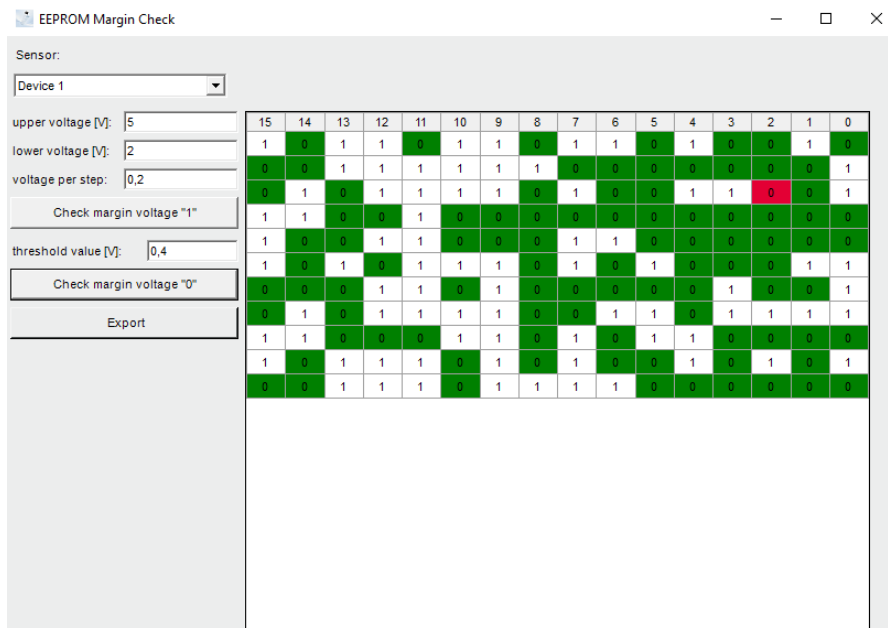 EEPROM Margin Check
Sensor:
Device 1
upper voltage [V]: 5
lower voltage [V]: 2
voltage per step: 0,2
Check margin voltage "1"
threshold value [V]: 0,4
Check margin voltage "0"
Export
15 14 13 12 11 10 9 8 7 6 5 4 3 2 1 0
1 0 1 1 0 1 1 0 1 1 0 1 0 0 1 0
0 0 1 1 1 1 1 1 0 0 0 0 0 0 0 1
0 1 0 1 1 1 1 0 1 0 0 1 1 0 0 1
1 1 0 0 1 0 0 0 0 0 0 0 0 0 0 0
1 0 0 1 1 0 0 0 1 1 0 0 0 0 0 0
1 0 1 0 1 1 1 0 1 0 1 0 0 0 1 1
0 0 0 1 1 0 1 0 0 0 0 0 1 0 0 1
0 1 0 1 1 1 1 0 0 1 1 0 1 1 1 1
1 1 0 0 0 1 1 0 1 0 1 1 0 0 0 0
1 0 1 1 1 0 1 0 1 0 0 1 0 1 0 1
0 0 1 1 1 0 1 1 1 1 0 0 0 0 0 0